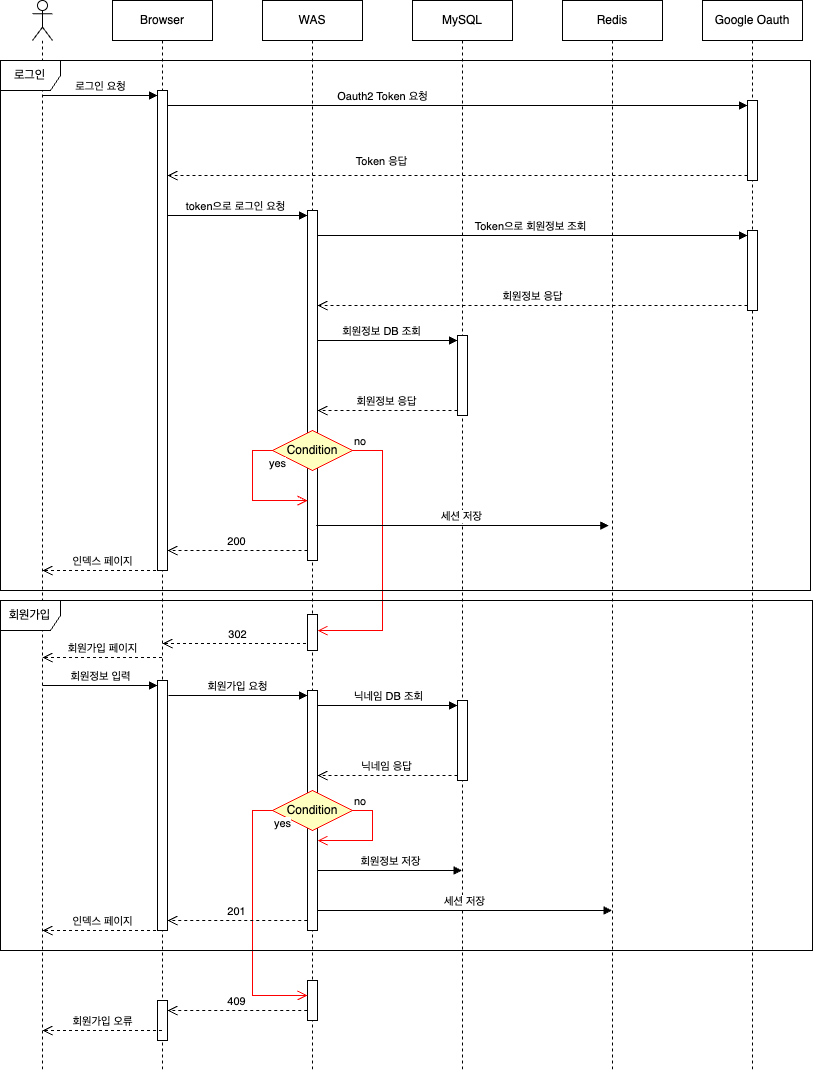 Browser
WAS
MySQL
Redis
Google Oauth
로그인
로그인 요청
Oauth2 Token 요청
Token 응답
token으로 로그인 요청
Token으로 회원정보 조회
회원정보 응답
회원정보 DB 조회
회원정보 응답
Condition
no
yes
세션 저장
200
인덱스 페이지
회원가입
302
회원가입 페이지
회원정보 입력
회원가입 요청
닉네임 DB 조회
닉네임 응답
Condition
no
yes
회원정보 저장
세션 저장
201
인덱스 페이지
409
회원가입 오류